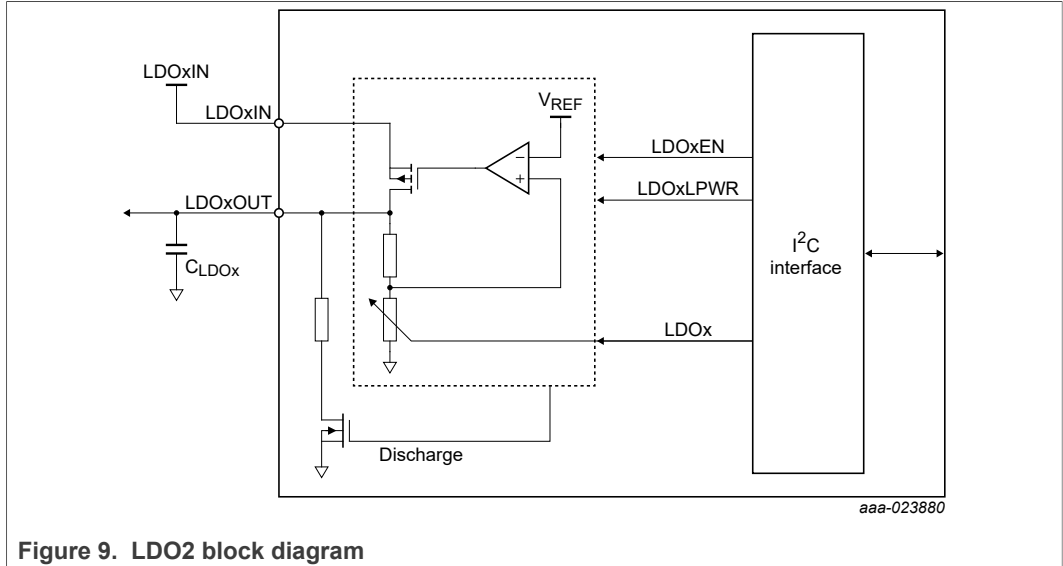 LDOxIN
LDOxIN
VREF
LDOxEN
LDOxLPWR
LDOxOUT
I2C
interface
CLDOx
LDOx
Discharge
aaa-023880
Figure 9. LDO2 block diagram